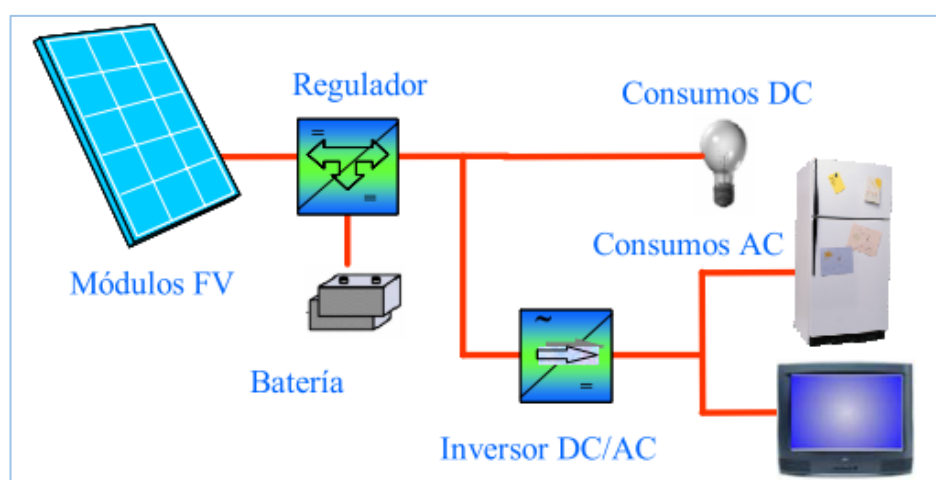 Regulador
Consumos DC
=
=
Módulos FV
Consumos AC
Batería
~
=
Inversor DC/AC